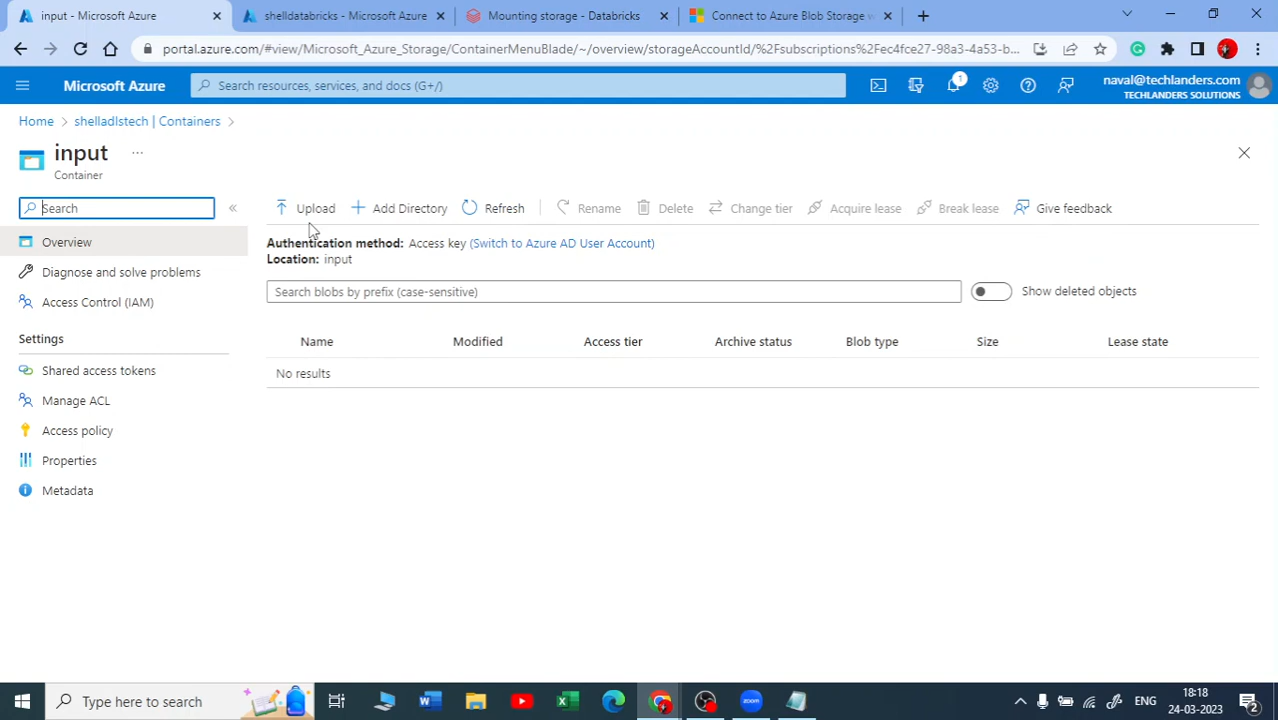 input - Microsoft Azure
shelldatabricks - Microsoft Azure
Mounting storage - Databricks
Connect to Azure Blob Storage w
portal.azure.com/#view/Microsoft_Azure_Storage/ContainerMenuBlade/~/overview/storageAccountId/%2Fsubscriptions%2Fec4fce27-98a3-4a53-b...
Microsoft Azure
Search resources, services, and docs (G+/)
1
naval@techlanders.com
TECHLANDERS SOLUTIONS
Home > shelladlstech | Containers >
input ...
Container
Search
«
Upload
Add Directory
Refresh
Rename
Delete
Change tier
Acquire lease
Break lease
Give feedback
Overview
Diagnose and solve problems
Access Control (IAM)
Settings
Shared access tokens
Manage ACL
Access policy
Properties
Metadata
Authentication method: Access key (Switch to Azure AD User Account)
Location: input
Search blobs by prefix (case-sensitive)
Show deleted objects
Name Modified Access tier Archive status Blob type Size Lease state
No results
Type here to search
ENG
18:18
24-03-2023
2